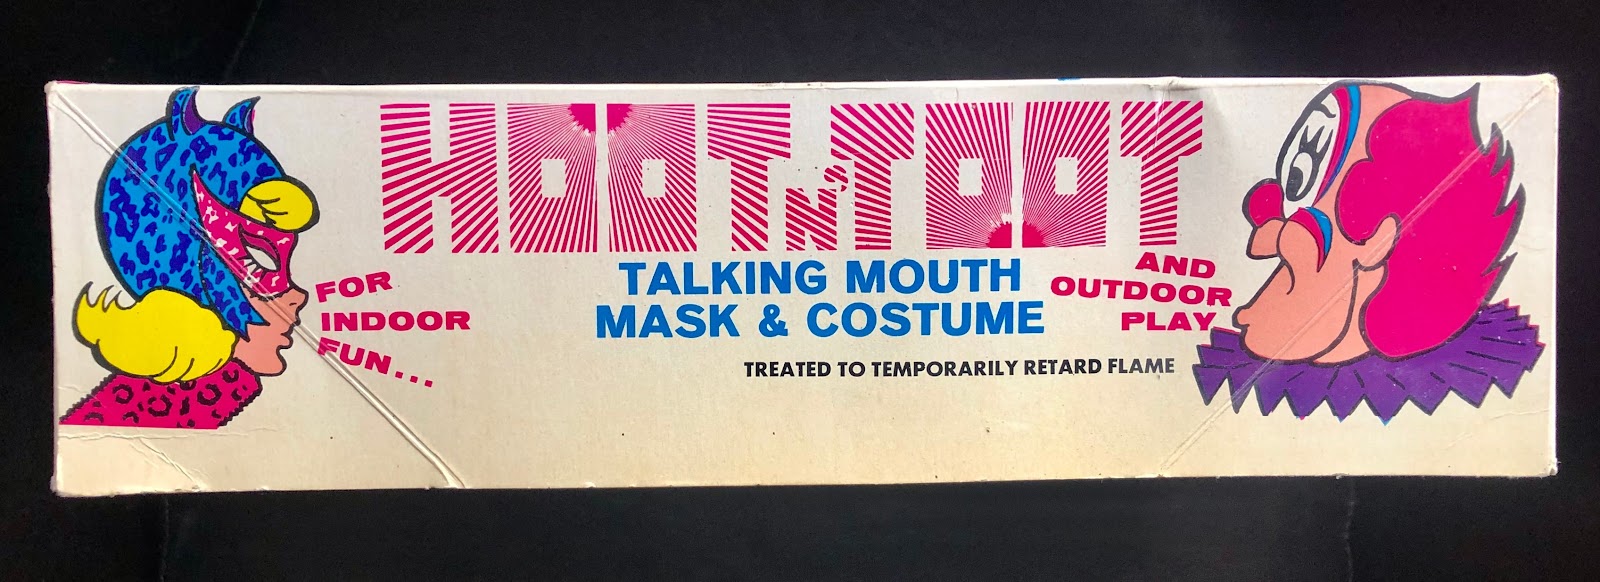 HOOT N' TOOT
FOR
INDOOR
FUN...
TALKING MOUTH
MASK & COSTUME
AND
OUTDOOR
PLAY
TREATED TO TEMPORARILY RETARD FLAME